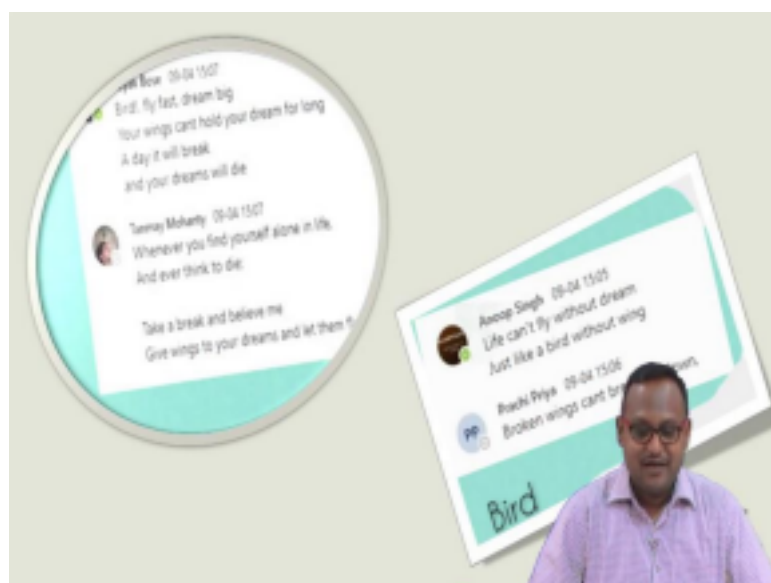 09-04 15:07
Bird!, fly fast, dream big
Your wings cant hold your dream for long
A day it will break
and your dreams will die
Tanmay Mohanty 09-04 15:07
Whenever you find yourself alone in life,
And ever think to die;
Take a break and believe me
Give wings to your dreams and let them
Anoop Singh 09-04 15:05
Life can't fly without dream
Just like a bird without wing
PP
Prachi Priya 09-04 15:06
Broken wings cant
Bird